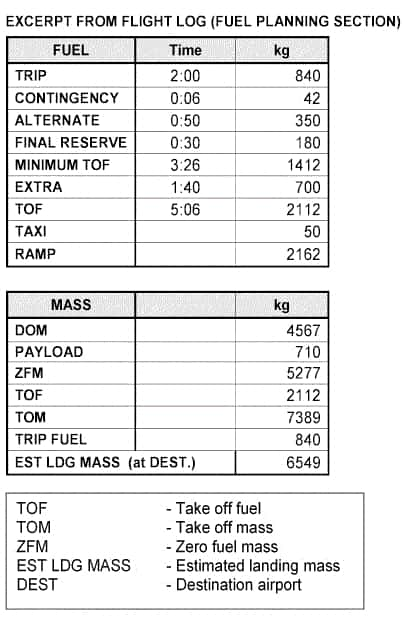 EXCERPT FROM FLIGHT LOG (FUEL PLANNING SECTION)
FUEL Time kg
TRIP 2:00 840
CONTINGENCY 0:06 42
ALTERNATE 0:50 350
FINAL RESERVE 0:30 180
MINIMUM TOF 3:26 1412
EXTRA 1:40 700
TOF 5:06 2112
TAXI 50
RAMP 2162
MASS kg
DOM 4567
PAYLOAD 710
ZFM 5277
TOF 2112
TOM 7389
TRIP FUEL 840
EST LDG MASS (at DEST.) 6549
TOF - Take off fuel
TOM - Take off mass
ZFM - Zero fuel mass
EST LDG MASS - Estimated landing mass
DEST - Destination airport